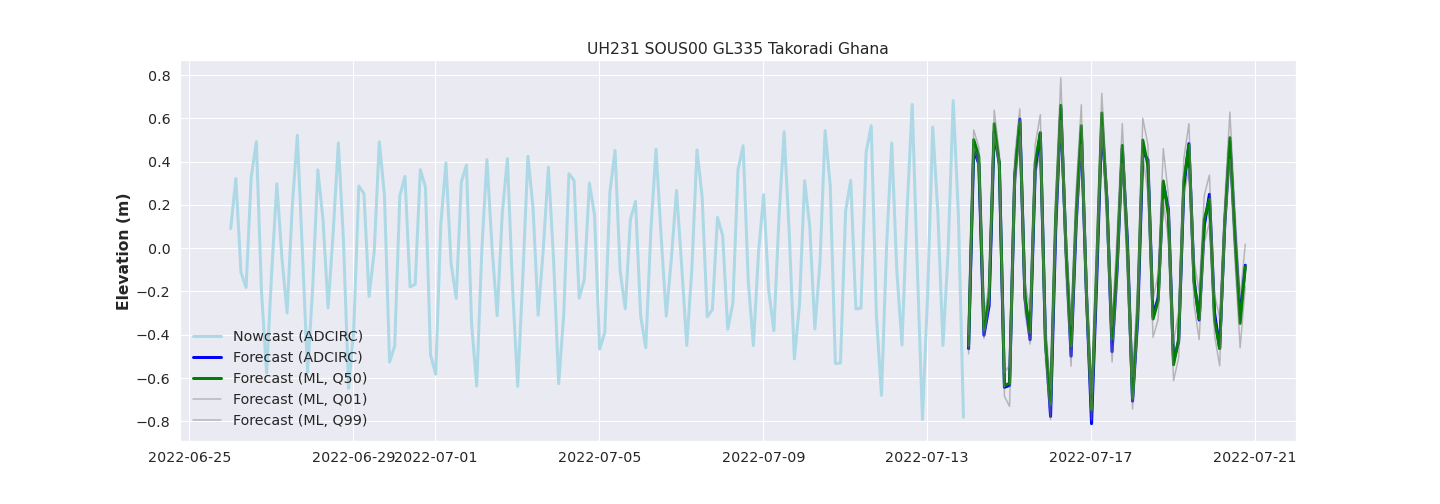 UH231 SOUS00 GL335 Takoradi Ghana
Elevation (m)
0.8
0.6
0.4
0.2
0.0
−0.2
−0.4
−0.6
−0.8
Nowcast (ADCIRC)
Forecast (ADCIRC)
Forecast (ML, Q50)
Forecast (ML, Q01)
Forecast (ML, Q99)
2022-06-25 2022-06-29 2022-07-01 2022-07-05 2022-07-09 2022-07-13 2022-07-17 2022-07-21